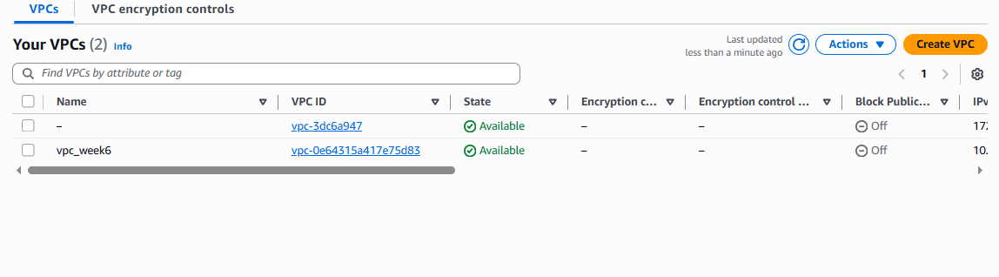 VPCs VPC encryption controls
Your VPCs (2) Info
Last updated
less than a minute ago
Actions
Create VPC
Find VPCs by attribute or tag
1
Name VPC ID State Encryption c... Encryption control ... Block Public... IPv
– vpc-3dc6a947 Available – – Off 172
vpc_week6 vpc-0e64315a417e75d83 Available – – Off 10.